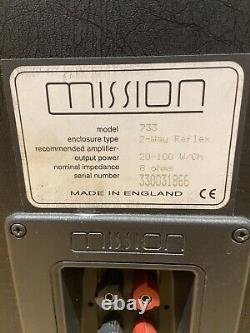 mission
model 733
enclosure type 2-Way Reflex
recommended amplifier-
output power 20-100 W/Ch
nominal impedance 8 ohms
serial number 330031866
MADE IN ENGLAND CE
mission